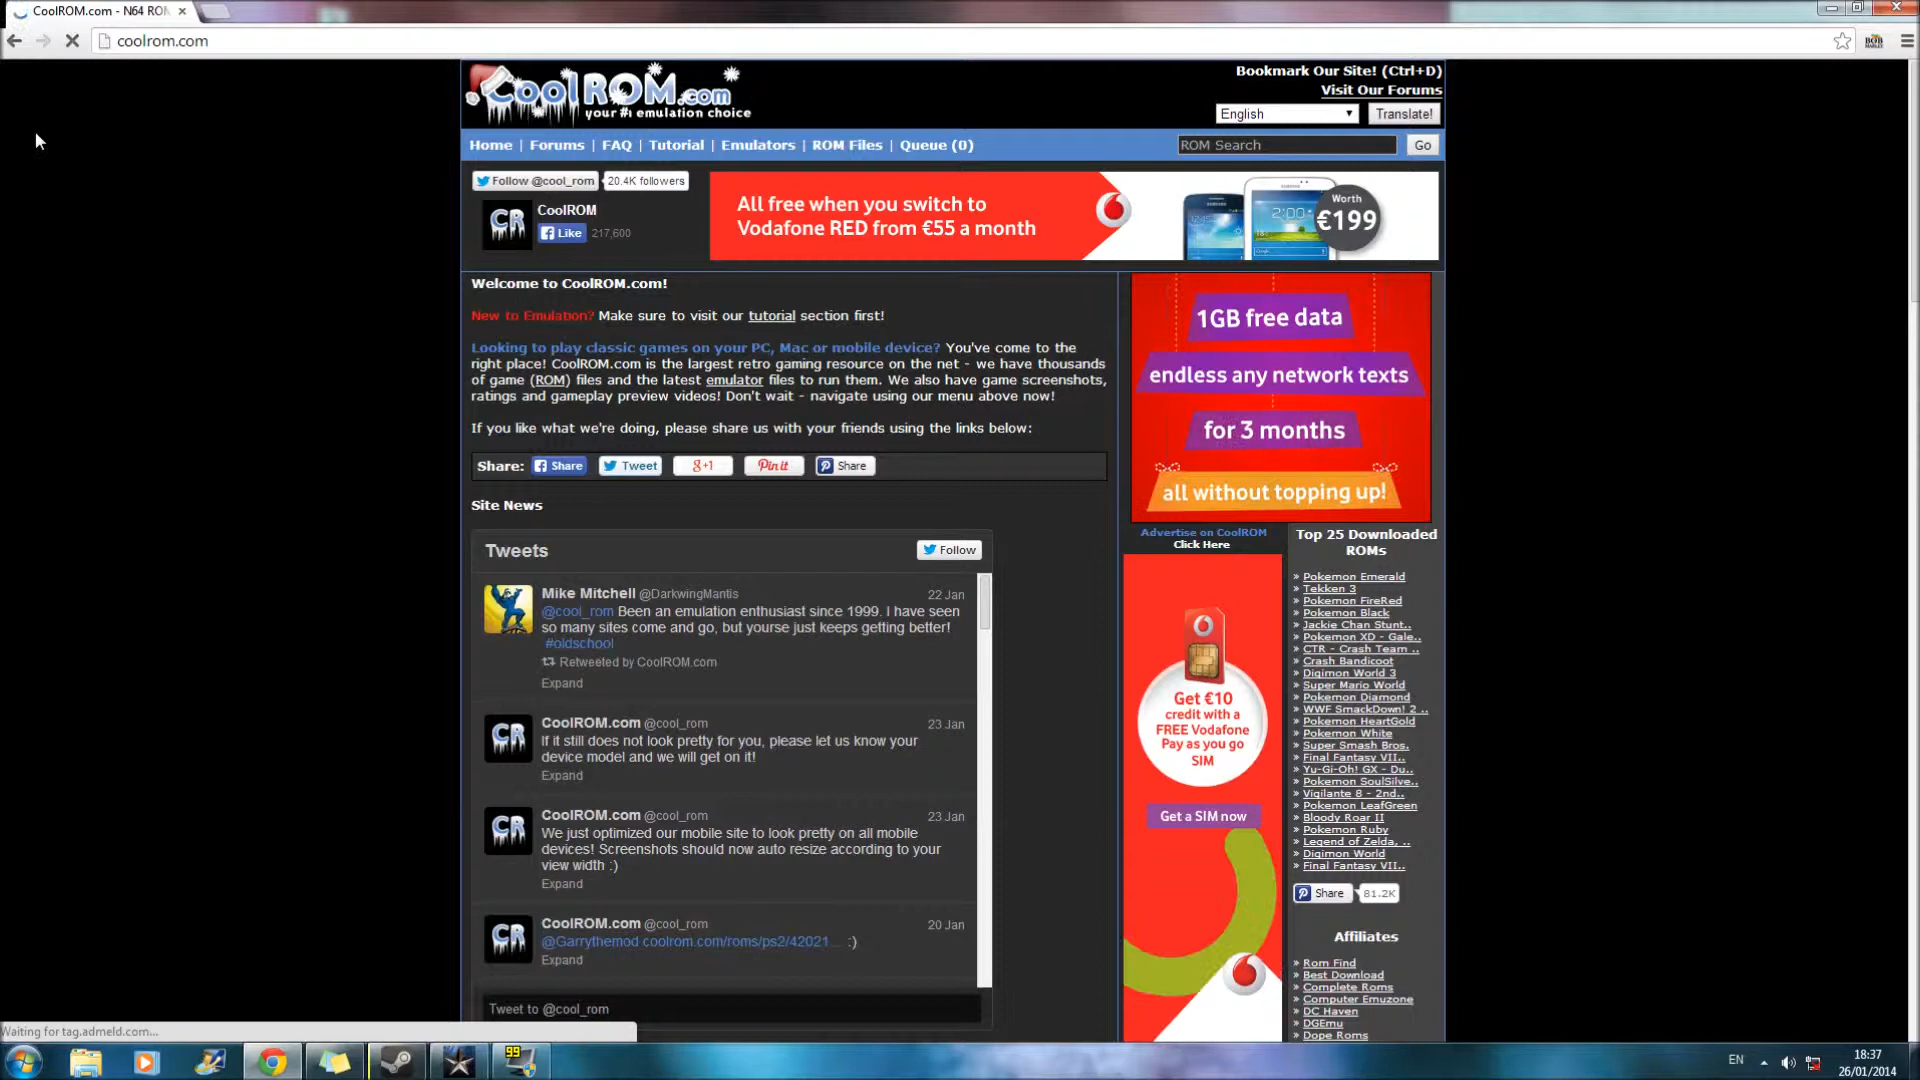 CoolROM.com - N64 ROM
coolrom.com
CoolROM.com
your #1 emulation choice
Bookmark Our Site! (Ctrl+D)
Visit Our Forums
English
Translate!
Home | Forums | FAQ | Tutorial | Emulators | ROM Files | Queue (0)
ROM Search
Go
Follow @cool_rom
20.4K followers
CR
CoolROM
Like
217,600
All free when you switch to
Vodafone RED from €55 a month
2:00
Worth
€199
Welcome to CoolROM.com!
New to Emulation? Make sure to visit our tutorial section first!
Looking to play classic games on your PC, Mac or mobile device? You've come to the
right place! CoolROM.com is the largest retro gaming resource on the net - we have thousands
of game (ROM) files and the latest emulator files to run them. We also have game screenshots,
ratings and gameplay preview videos! Don't wait - navigate using our menu above now!
If you like what we're doing, please share us with your friends using the links below:
Share:
Share
Tweet
+1
Pin it
Share
Site News
Tweets
Follow
Mike Mitchell @DarkwingMantis
22 Jan
@cool_rom Been an emulation enthusiast since 1999. I have seen
so many sites come and go, but yourse just keeps getting better!
#oldschool
Retweeted by CoolROM.com
Expand
CR
CoolROM.com @cool_rom
23 Jan
If it still does not look pretty for you, please let us know your
device model and we will get on it!
Expand
CR
CoolROM.com @cool_rom
23 Jan
We just optimized our mobile site to look pretty on all mobile
devices! Screenshots should now auto resize according to your
view width :)
Expand
CR
CoolROM.com @cool_rom
20 Jan
@Garrythemod coolrom.com/roms/ps2/42021... :)
Expand
Tweet to @cool_rom
1GB free data
endless any network texts
for 3 months
all without topping up!
Advertise on CoolROM
Click Here
Get €10
credit with a
FREE Vodafone
Pay as you go
SIM
Get a SIM now
Top 25 Downloaded
ROMs
» Pokemon Emerald
» Tekken 3
» Pokemon FireRed
» Pokemon Black
» Jackie Chan Stunt..
» Pokemon XD - Gale..
» CTR - Crash Team ..
» Crash Bandicoot
» Digimon World 3
» Super Mario World
» Pokemon Diamond
» WWF SmackDown! 2 ..
» Pokemon HeartGold
» Pokemon White
» Super Smash Bros.
» Final Fantasy VII..
» Yu-Gi-Oh! GX - Du..
» Pokemon SoulSilve..
» Vigilante 8 - 2nd..
» Pokemon LeafGreen
» Bloody Roar II
» Pokemon Ruby
» Legend of Zelda, ..
» Digimon World
» Final Fantasy VII..
Share
81.2K
Affiliates
» Rom Find
» Best Download
» Complete Roms
» Computer Emuzone
» DC Haven
» DGEmu
» Dope Roms
Waiting for tag.admeld.com...
99
EN
18:37
26/01/2014